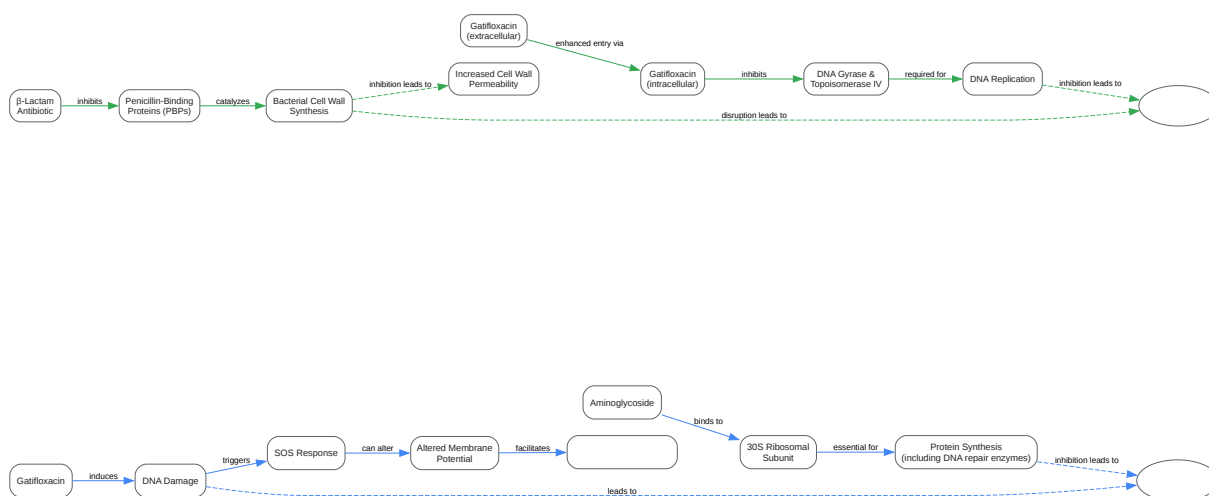 Gatifloxacin
(extracellular)
enhanced entry via
Increased Cell Wall
Permeability
Gatifloxacin
(intracellular)
inhibits
DNA Gyrase &
Topoisomerase IV
required for
DNA Replication
inhibition leads to
inhibition leads to
β-Lactam
Antibiotic
inhibits
Penicillin-Binding
Proteins (PBPs)
catalyzes
Bacterial Cell Wall
Synthesis
disruption leads to
Aminoglycoside
binds to
SOS Response
can alter
Altered Membrane
Potential
facilitates
30S Ribosomal
Subunit
essential for
Protein Synthesis
(including DNA repair enzymes)
inhibition leads to
triggers
Gatifloxacin
induces
DNA Damage
leads to